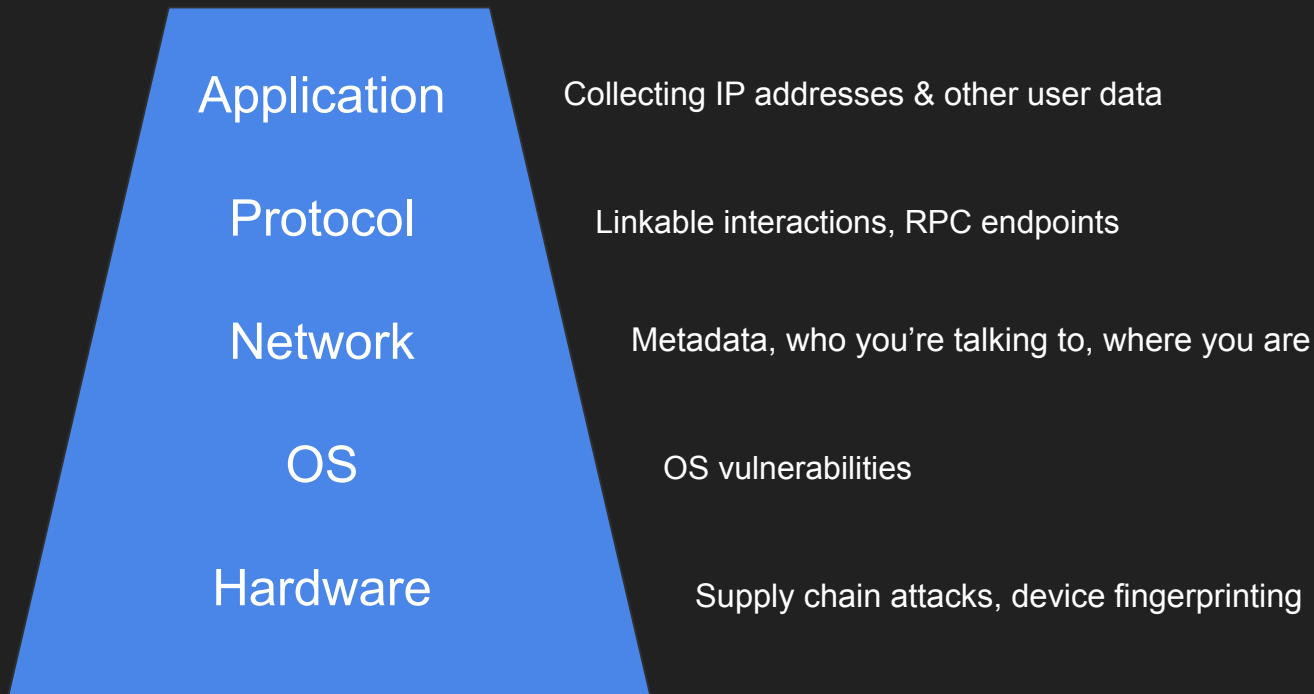 Application
Collecting IP addresses & other user data
Protocol
Linkable interactions, RPC endpoints
Network
Metadata, who you’re talking to, where you are
OS
OS vulnerabilities
Hardware
Supply chain attacks, device fingerprinting